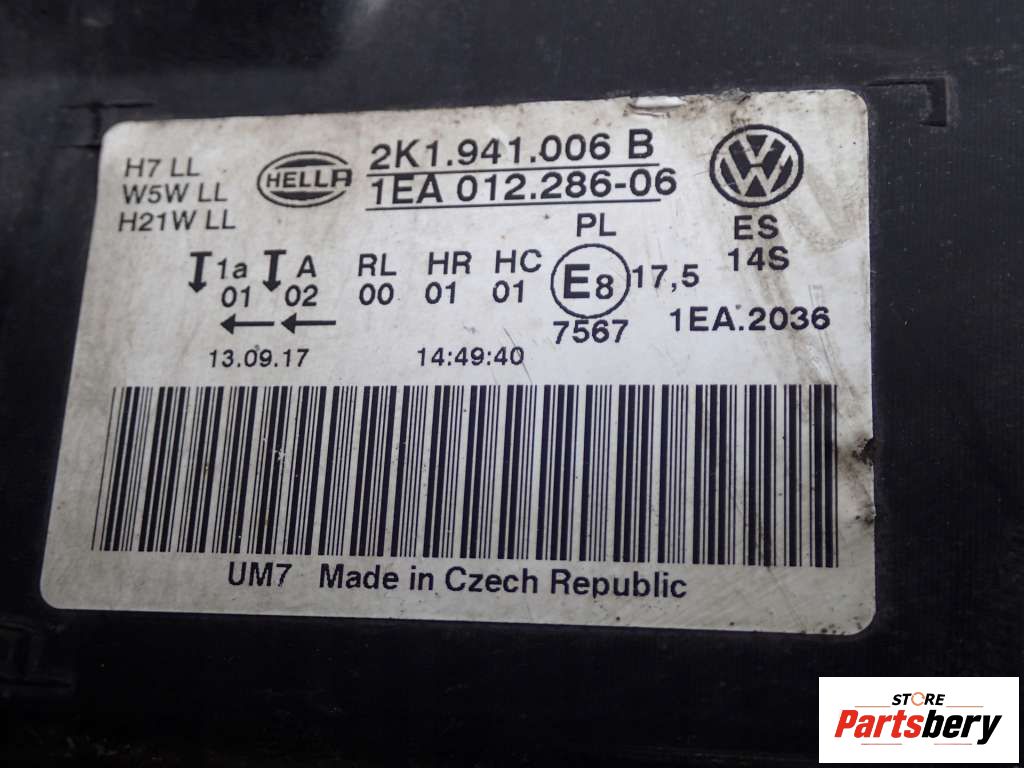 H7 LL
W5W LL
H21W LL
HELLA
2K1.941.006 B
1EA 012.286-06
VW
PL
ES
14S
1a A RL HR HC E8 17,5
01 02 00 01 01
7567 1EA.2036
13.09.17 14:49:40
UM7 Made in Czech Republic
STORE
Partsbery